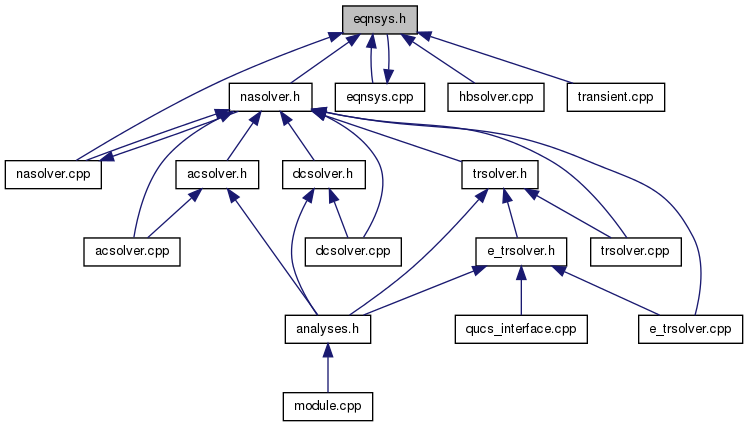 eqnsys.h
nasolver.h
eqnsys.cpp
hbsolver.cpp
transient.cpp
nasolver.cpp
acsolver.h
dcsolver.h
trsolver.h
acsolver.cpp
dcsolver.cpp
e_trsolver.h
trsolver.cpp
analyses.h
qucs_interface.cpp
e_trsolver.cpp
module.cpp